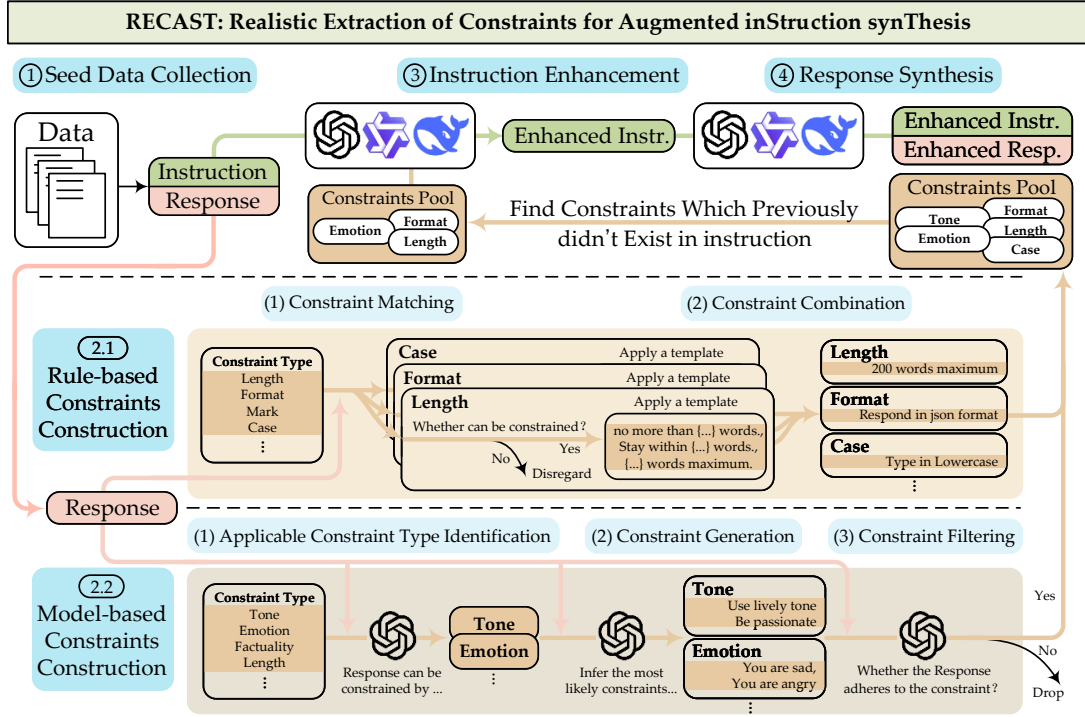 RECAST: Realistic Extraction of Constraints for Augmented inStruction synThesis
① Seed Data Collection
③ Instruction Enhancement
④ Response Synthesis
Data
Instruction
Response
Enhanced Instr.
Enhanced Instr.
Enhanced Resp.
Constraints Pool
Emotion
Format
Length
Find Constraints Which Previously
didn't Exist in instruction
Constraints Pool
Tone
Emotion
Format
Length
Case
(1) Constraint Matching
(2) Constraint Combination
2.1
Rule-based
Constraints
Construction
Constraint Type
Length
Format
Mark
Case
⋮
Case
Apply a template
Format
Apply a template
Length
Apply a template
Whether can be constrained?
Yes
No
Disregard
no more than {...} words.,
Stay within {...} words.,
{...} words maximum.
Length
200 words maximum
Format
Respond in json format
Case
Type in Lowercase
⋮
Response
(1) Applicable Constraint Type Identification
(2) Constraint Generation
(3) Constraint Filtering
2.2
Model-based
Constraints
Construction
Constraint Type
Tone
Emotion
Factuality
Length
⋮
Response can be
constrained by ...
Tone
Emotion
⋮
Infer the most
likely constraints...
Tone
Use lively tone
Be passionate
Emotion
You are sad,
You are angry
⋮
Whether the Response
adheres to the constraint?
Yes
No
Drop